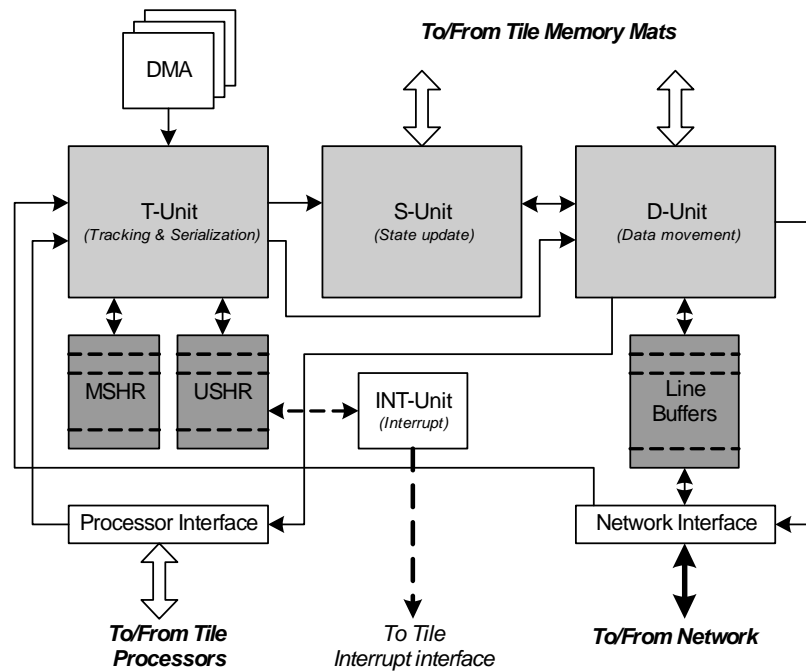 To/From Tile Memory Mats
DMA
T-Unit
(Tracking & Serialization)
S-Unit
(State update)
D-Unit
(Data movement)
MSHR
USHR
INT-Unit
(Interrupt)
Line
Buffers
Processor Interface
Network Interface
To/From Tile
Processors
To Tile
Interrupt interface
To/From Network